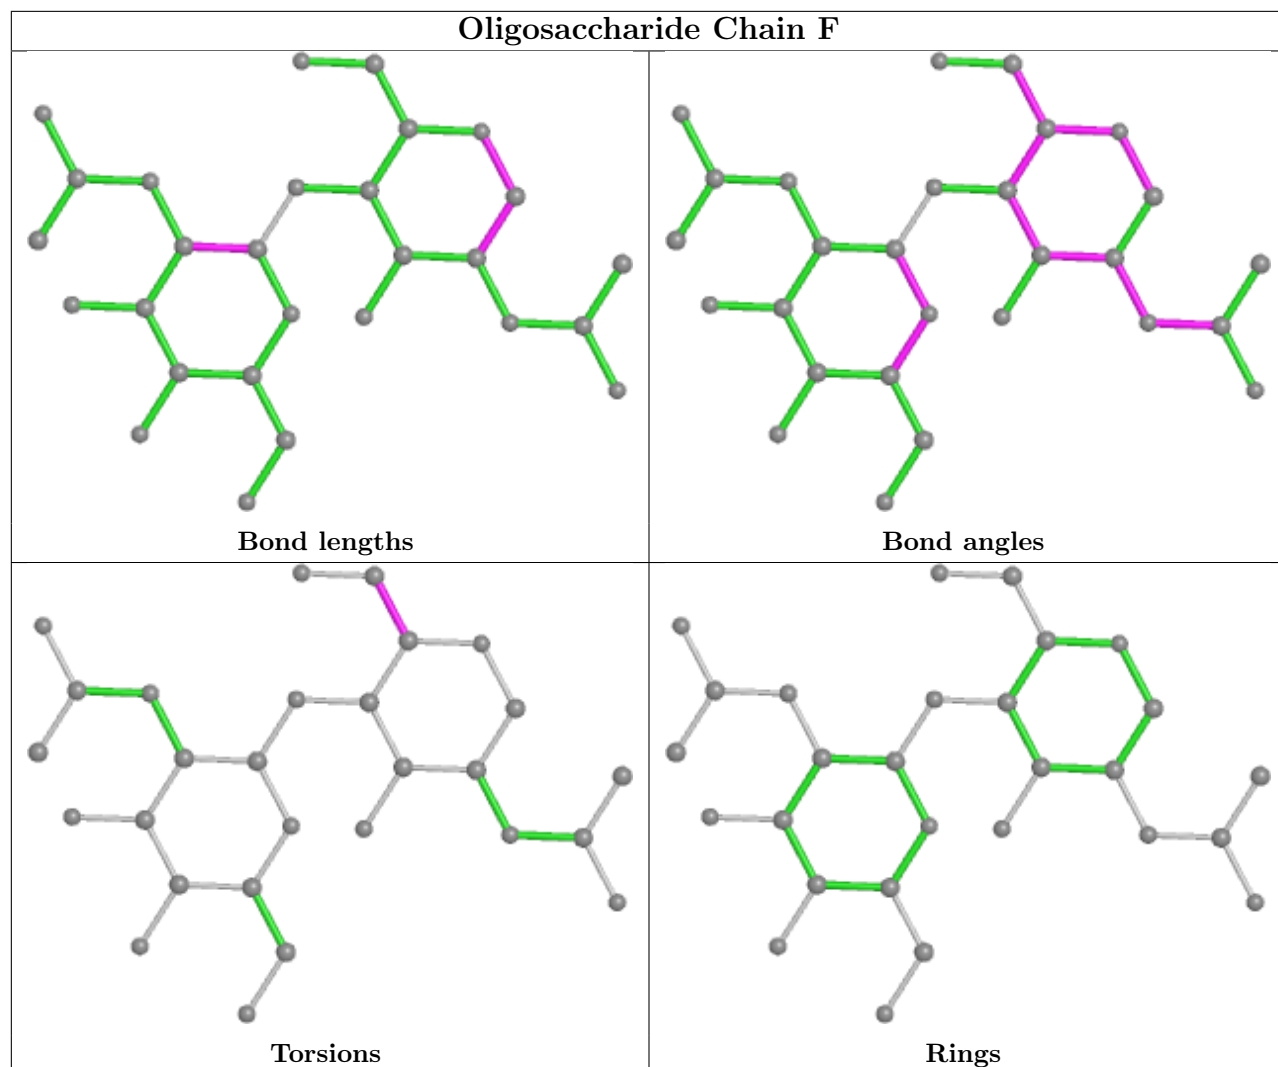 Oligosaccharide Chain F
Bond lengths
Bond angles
Torsions
Rings